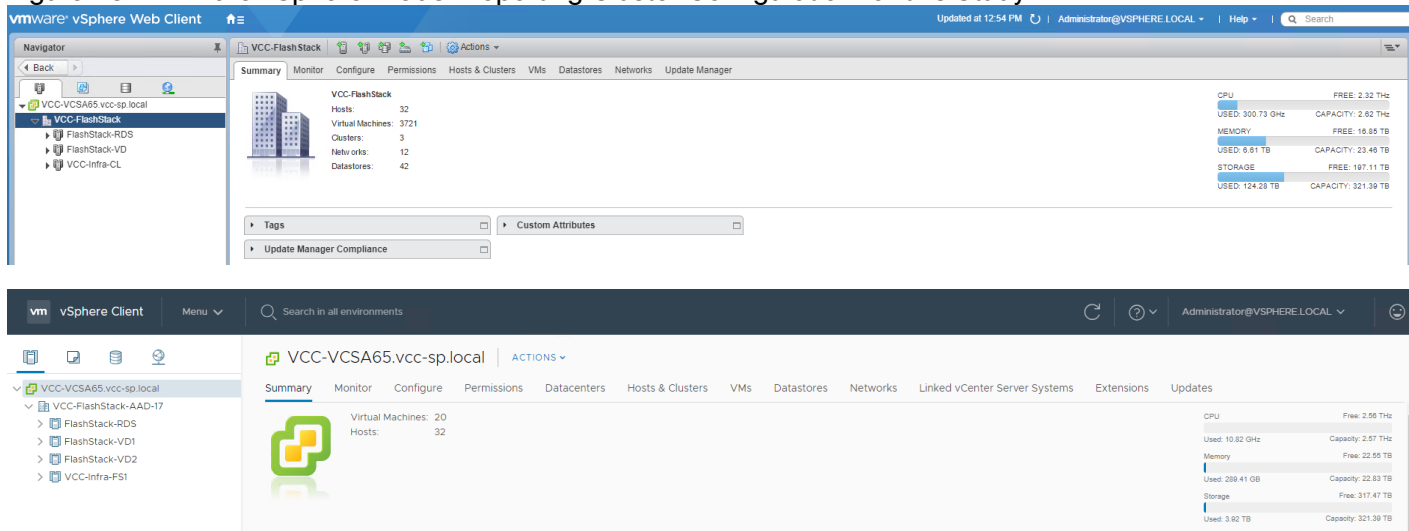 vmware® vSphere Web Client
Updated at 12:54 PM | Administrator@VSPHERE.LOCAL | Help | Search
Navigator
Back
VCC-VCSA65.vcc-sp.local
VCC-FlashStack
FlashStack-RDS
FlashStack-VD
VCC-Infra-CL
VCC-FlashStack Actions
Summary Monitor Configure Permissions Hosts & Clusters VMs Datastores Networks Update Manager
VCC-FlashStack
Hosts: 32
Virtual Machines: 3721
Clusters: 3
Networks: 12
Datastores: 42
CPU FREE: 2.32 THz
USED: 300.73 GHz CAPACITY: 2.62 THz
MEMORY FREE: 16.85 TB
USED: 6.61 TB CAPACITY: 23.46 TB
STORAGE FREE: 197.11 TB
USED: 124.28 TB CAPACITY: 321.39 TB
Tags
Custom Attributes
Update Manager Compliance
vm vSphere Client Menu Search in all environments Administrator@VSPHERE.LOCAL
VCC-VCSA65.vcc-sp.local
VCC-FlashStack-AAD-17
FlashStack-RDS
FlashStack-VD1
FlashStack-VD2
VCC-Infra-FS1
VCC-VCSA65.vcc-sp.local | ACTIONS
Summary Monitor Configure Permissions Datacenters Hosts & Clusters VMs Datastores Networks Linked vCenter Server Systems Extensions Updates
Virtual Machines: 20
Hosts: 32
CPU Free: 2.56 THz
Used: 10.82 GHz Capacity: 2.57 THz
Memory Free: 22.55 TB
Used: 289.41 GB Capacity: 22.83 TB
Storage Free: 317.47 TB
Used: 3.92 TB Capacity: 321.39 TB